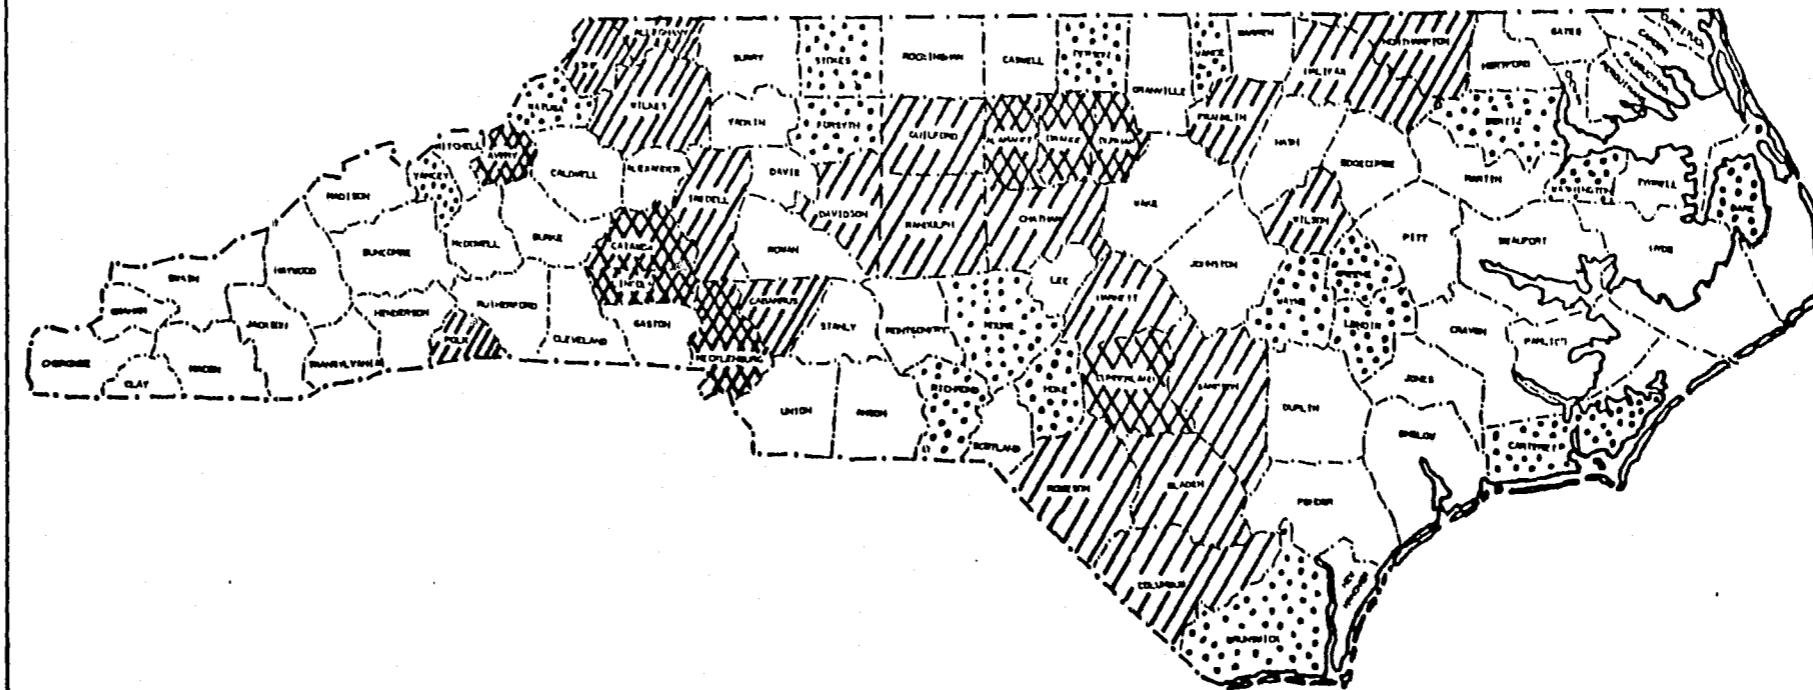 ALLEGHANY
ASHE
SURRY
STOKES
ROCKINGHAM
CASWELL
PERSON
VANCE
WARREN
NORTHAMPTON
GATES
CAMDEN
HERTFORD
HALIFAX
GRANVILLE
WATAUGA
WILKES
YADKIN
FORSYTH
GUILFORD
ALAMANCE
ORANGE
DURHAM
FRANKLIN
NASH
BERTIE
MITCHELL
AVERY
EDGECOMBE
MADISON
YANCEY
CALDWELL
ALEXANDER
IREDELL
DAVIE
DAVIDSON
RANDOLPH
CHATHAM
WAKE
WILSON
MARTIN
WASHINGTON
TYRRELL
DARE
BUNCOMBE
McDOWELL
BURKE
CATAWBA
ROWAN
PITT
BEAUFORT
HYDE
SWAIN
HAYWOOD
JOHNSTON
LEE
GREENE
GRAHAM
JACKSON
HENDERSON
RUTHERFORD
LINCOLN
CABARRUS
STANLY
MONTGOMERY
MOORE
HARNETT
WAYNE
LENOIR
CRAVEN
PAMLICO
CHEROKEE
CLAY
MACON
TRANSYLVANIA
POLK
CLEVELAND
GASTON
MECKLENBURG
UNION
ANSON
RICHMOND
SCOTLAND
HOKE
CUMBERLAND
SAMPSON
DUPLIN
JONES
ONSLOW
CARTERET
ROBESON
BLADEN
PENDER
COLUMBUS
BRUNSWICK
NEW
HANOVER